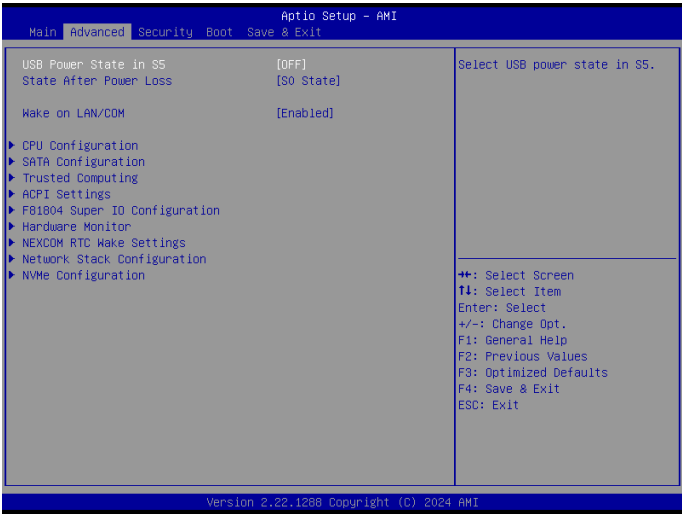 Aptio Setup - AMI
Main Advanced Security Boot Save & Exit
USB Power State in S5 [OFF]
State After Power Loss [S0 State]
Wake on LAN/COM [Enabled]
CPU Configuration
SATA Configuration
Trusted Computing
ACPI Settings
F81804 Super IO Configuration
Hardware Monitor
NEXCOM RTC Wake Settings
Network Stack Configuration
NVMe Configuration
Select USB power state in S5.
→←: Select Screen
↑↓: Select Item
Enter: Select
+/-: Change Opt.
F1: General Help
F2: Previous Values
F3: Optimized Defaults
F4: Save & Exit
ESC: Exit
Version 2.22.1288 Copyright (C) 2024 AMI